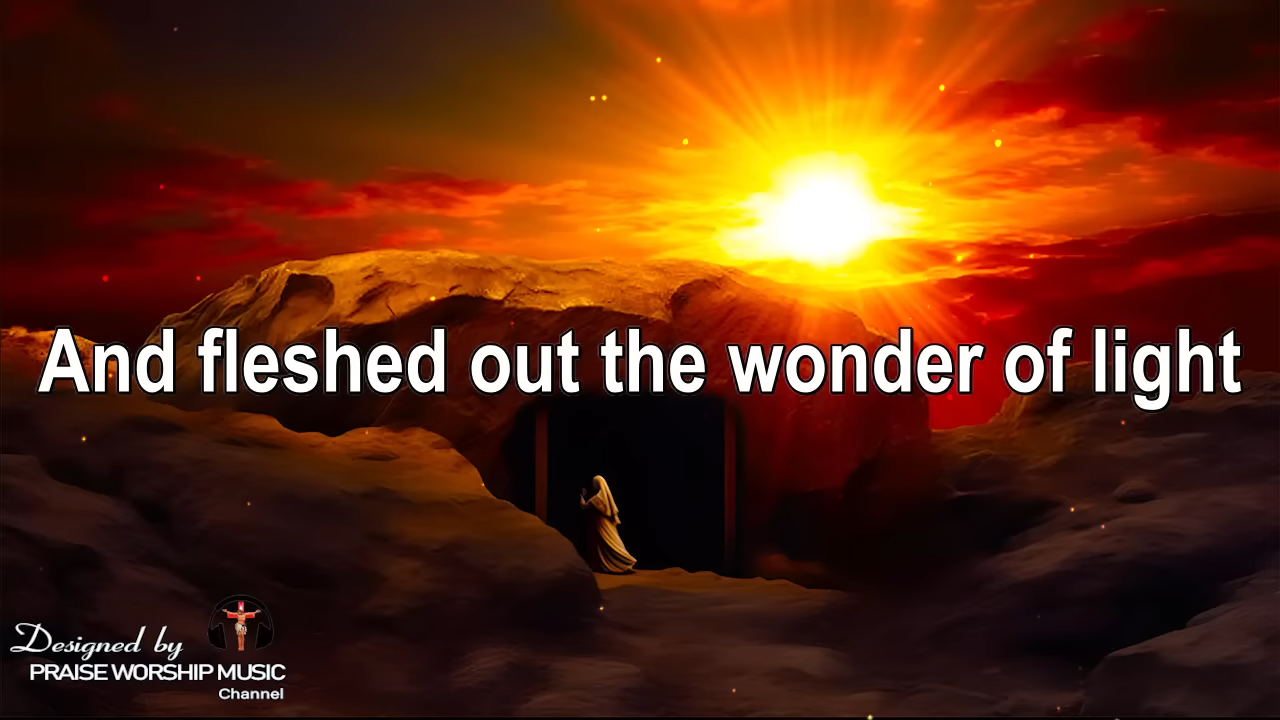 And fleshed out the wonder of light
Designed by
PRAISE WORSHIP MUSIC
Channel